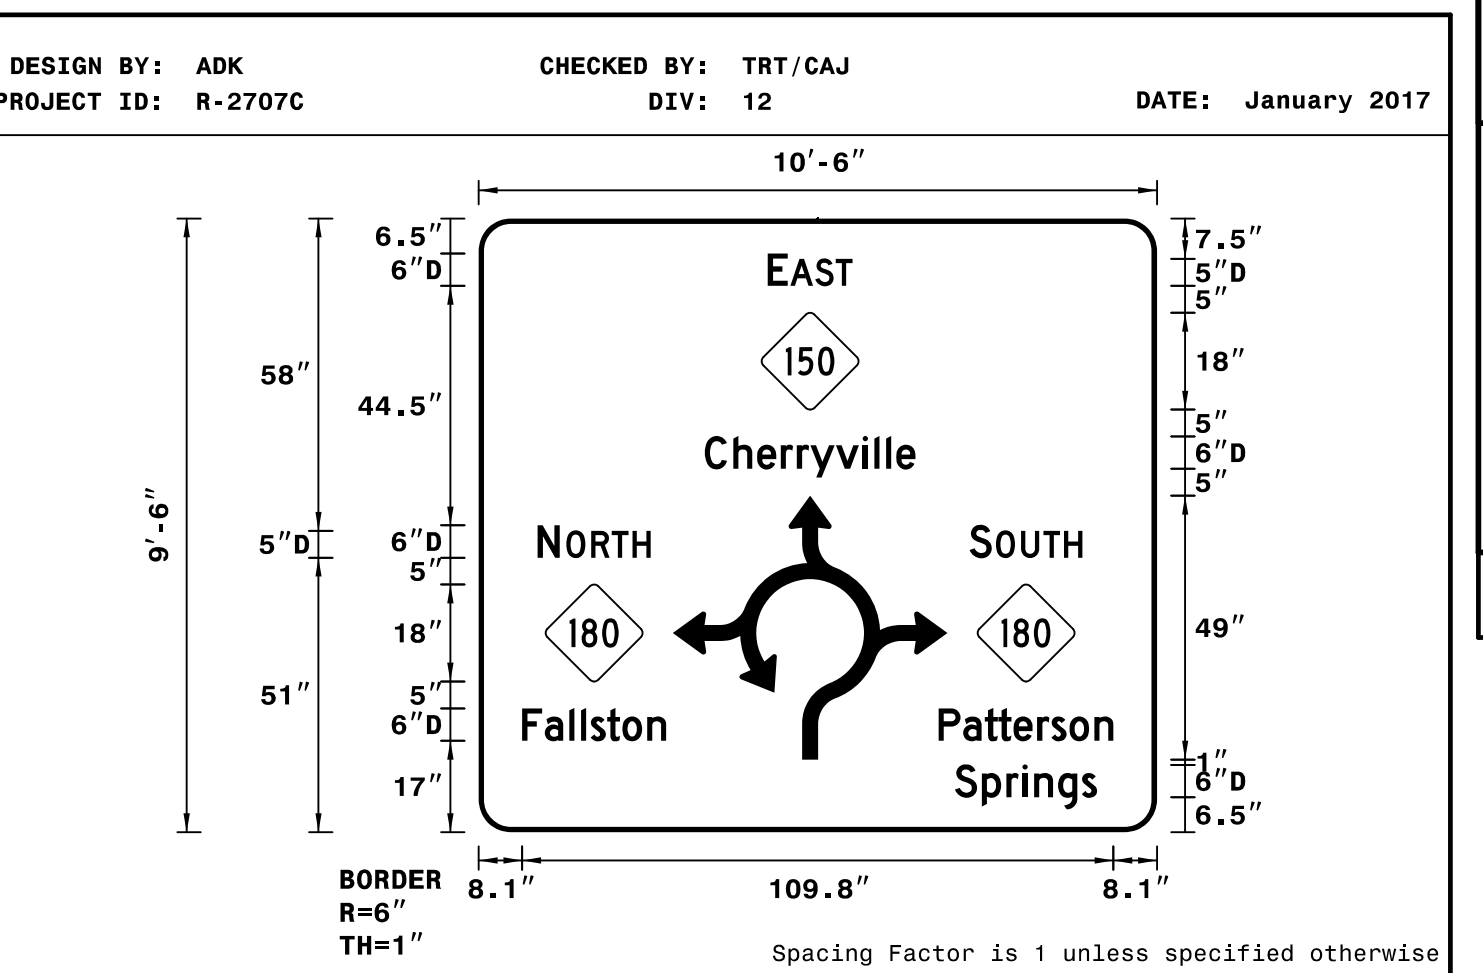 DESIGN BY: ADK CHECKED BY: TRT/CAJ
PROJECT ID: R-2707C DIV: 12 DATE: January 2017
10'-6"
9'-6"
58"
5"D
51"
6.5"
6"D
44.5"
6"D
5"
18"
5"
6"D
17"
EAST
150
Cherryville
NORTH
180
Fallston
SOUTH
180
Patterson
Springs
7.5"
5"D
5"
18"
5"
6"D
5"
49"
1"
6"D
6.5"
8.1" 109.8" 8.1"
BORDER
R=6"
TH=1"
Spacing Factor is 1 unless specified otherwise